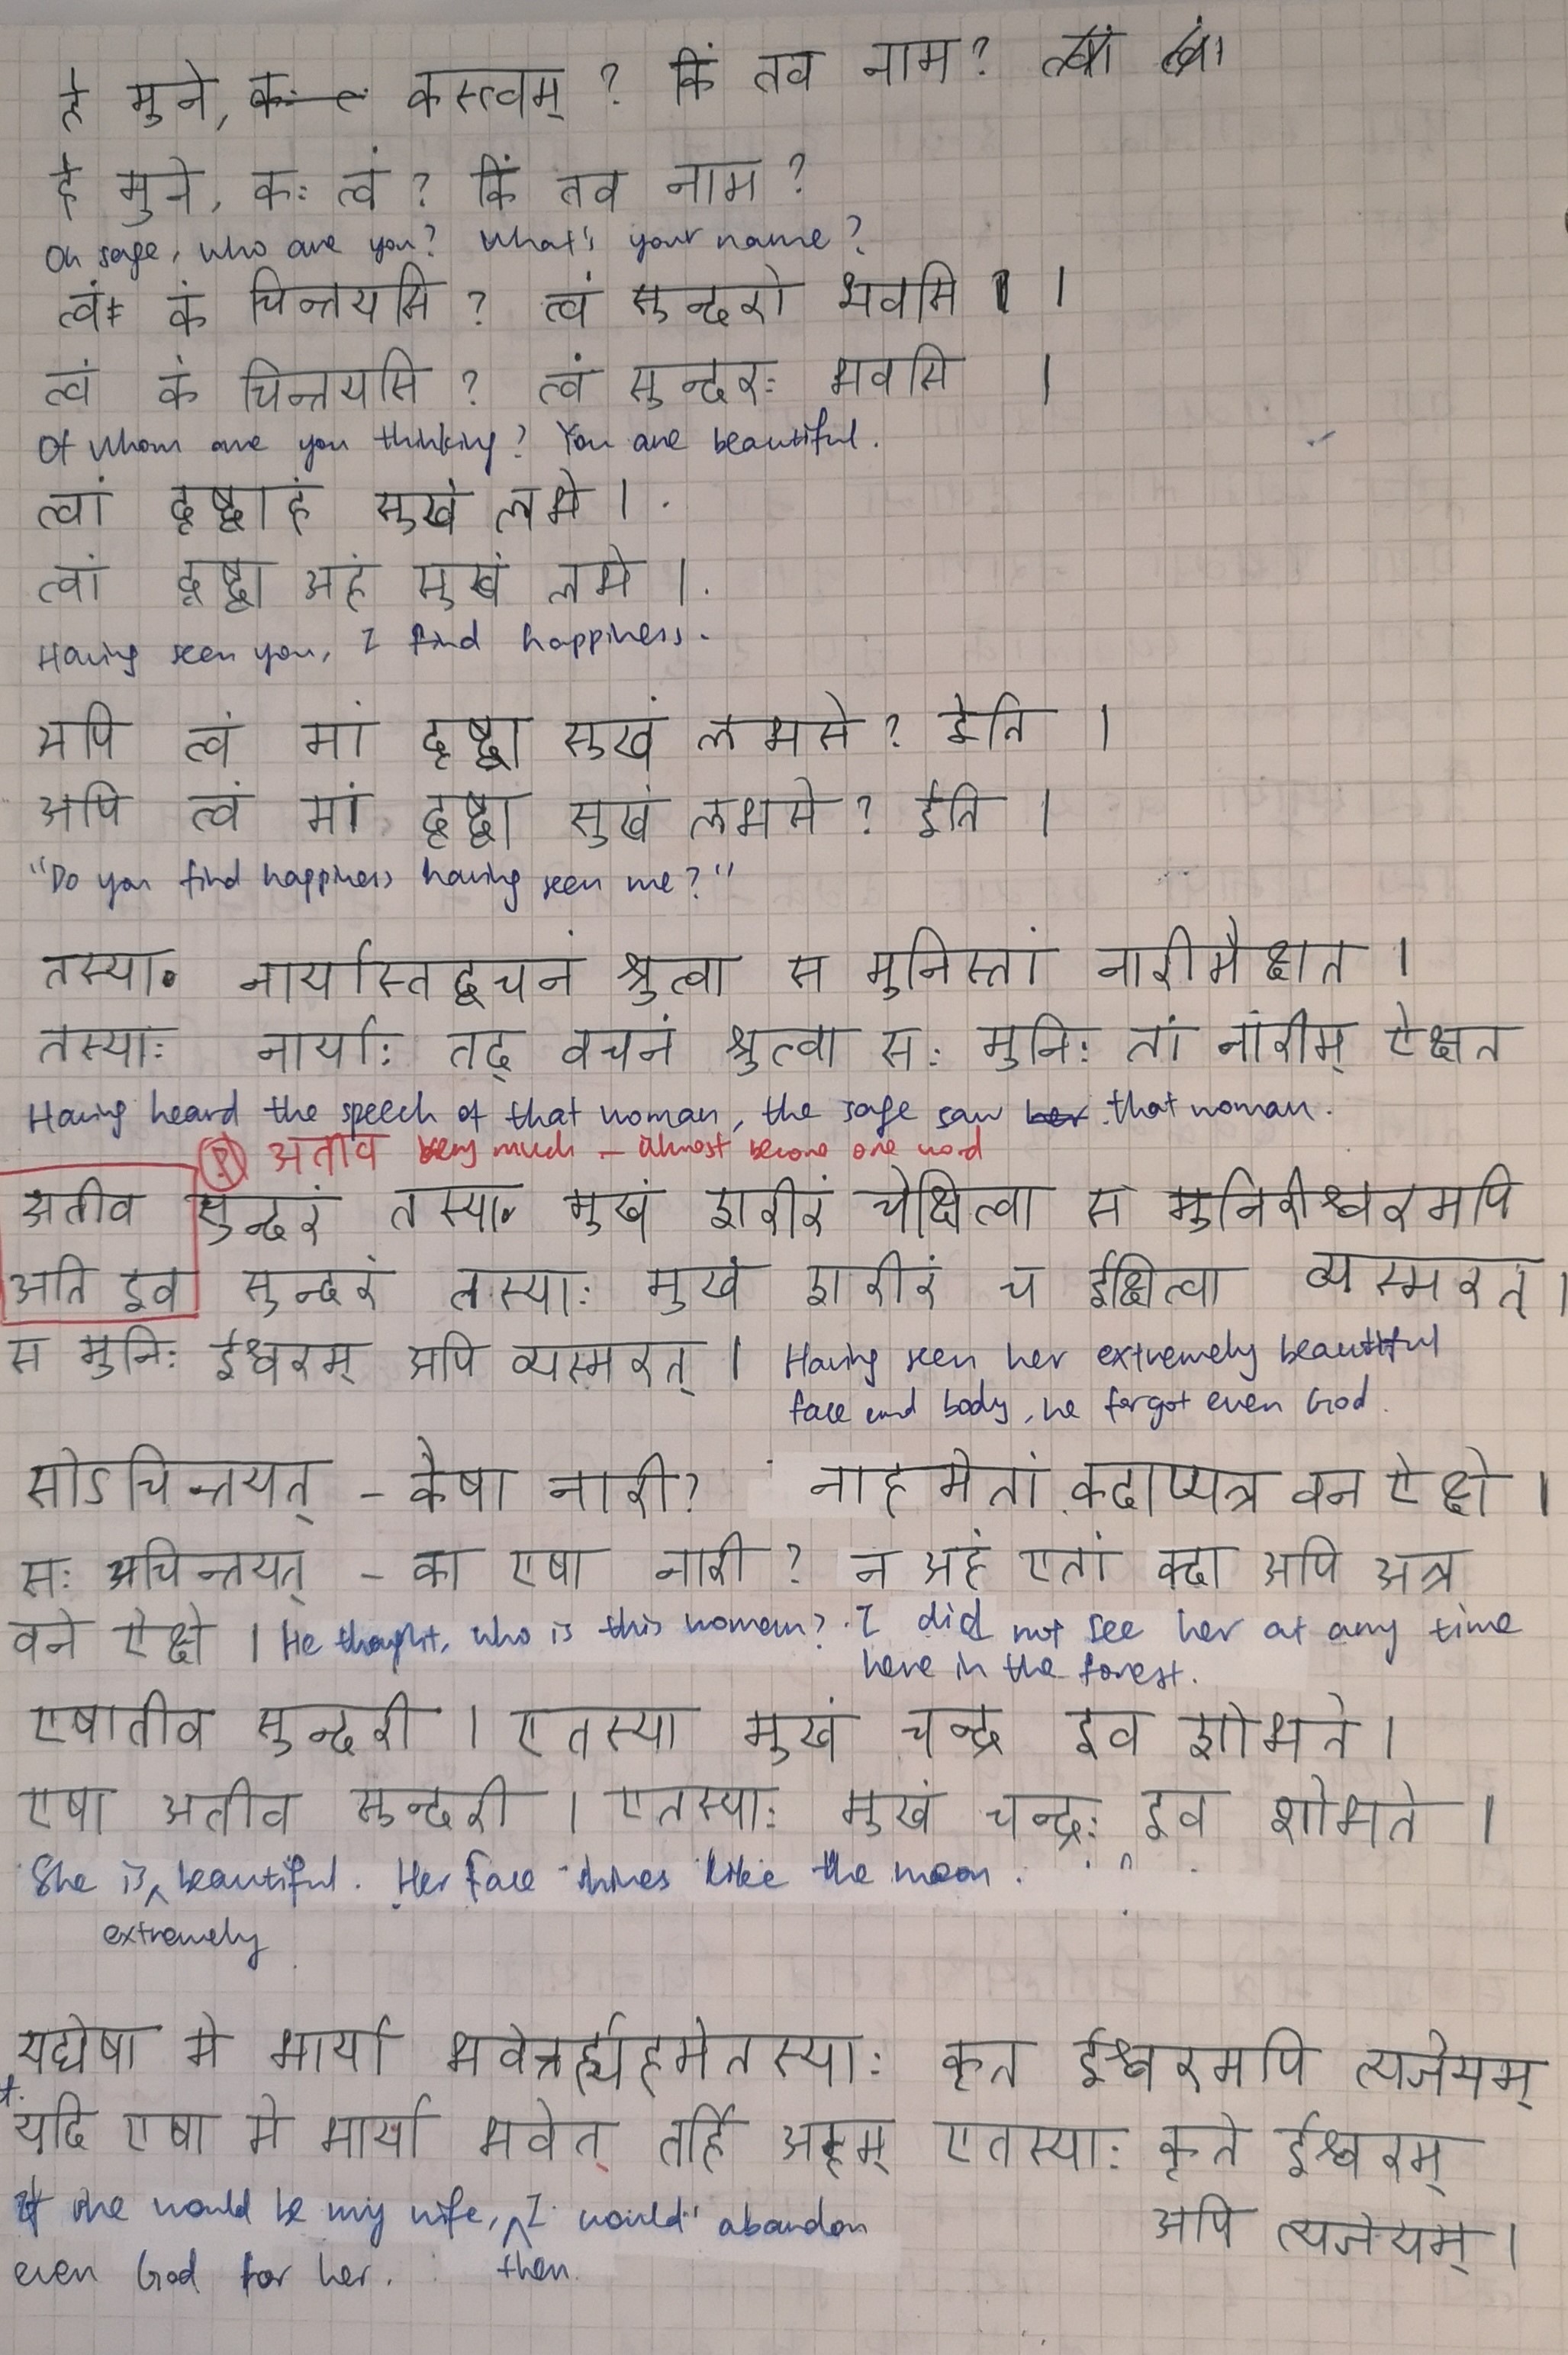 हे मुने, कस्त्वम् ? किं तव नाम ?
हे मुने, कः त्वं ? किं तव नाम ?
Oh sage, who are you? What's your name?
त्वं कं चिन्तयसि ? त्वं सुन्दरो भवसि ।
त्वं कं चिन्तयसि ? त्वं सुन्दरः भवसि ।
Of whom are you thinking? You are beautiful.
त्वां दृष्ट्वाहं सुखं लभे ।
त्वां दृष्ट्वा अहं सुखं लभे ।
Having seen you, I find happiness.
अपि त्वं मां दृष्ट्वा सुखं लभसे ? ईति ।
अपि त्वं मां दृष्ट्वा सुखं लभसे ? ईति ।
"Do you find happiness having seen me?"
तस्या• नार्यास्तद्वचनं श्रुत्वा स मुनिस्तां नारीमैक्षत ।
तस्याः नार्याः तद् वचनं श्रुत्वा सः मुनिः तां नारीम् ऐक्षत
Having heard the speech of that woman, the sage saw that woman.
अतीव very much – almost become one word
अतीव सुन्दरं तस्या• मुखं शरीरं चेक्षित्वा स मुनिरीश्वरमपि
अति इव सुन्दरं तस्याः मुखं शरीरं च ईक्षित्वा व्यस्मरत् ।
स मुनिः ईश्वरम् अपि व्यस्मरत् । Having seen her extremely beautiful
face and body, he forgot even God.
सोऽचिन्तयत् – कैषा नारी ? नाहमेतां कदाप्यत्र वन ऐक्षे ।
सः अचिन्तयत् – का एषा नारी ? न अहं एतां कदा अपि अत्र
वने ऐक्षे । He thought, who is this woman? I did not see her at any time
here in the forest.
एषातीव सुन्दरी । एतस्या मुखं चन्द्र इव शोभते ।
एषा अतीव सुन्दरी । एतस्याः मुखं चन्द्रः इव शोभते ।
She is beautiful. Her face shines like the moon.
extremely
यद्येषा मे भार्या भवेत्तर्ह्यहमेतस्याः कृत ईश्वरमपि त्यजेयम्
यदि एषा मे भार्या भवेत् तर्हि अहम् एतस्याः कृते ईश्वरम्
If she would be my wife, I would abandon अपि त्यजेयम् ।
even God for her. then